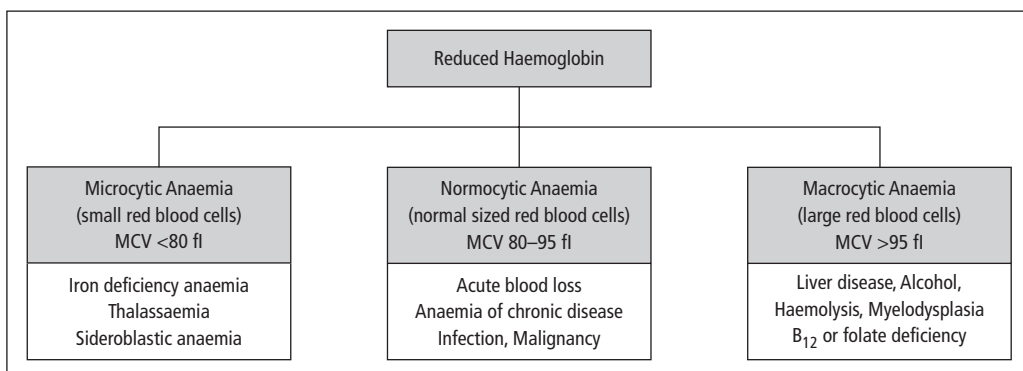 Reduced Haemoglobin
Microcytic Anaemia
(small red blood cells)
MCV <80 fl
Iron deficiency anaemia
Thalassaemia
Sideroblastic anaemia
Normocytic Anaemia
(normal sized red blood cells)
MCV 80–95 fl
Acute blood loss
Anaemia of chronic disease
Infection, Malignancy
Macrocytic Anaemia
(large red blood cells)
MCV >95 fl
Liver disease, Alcohol,
Haemolysis, Myelodysplasia
B12 or folate deficiency